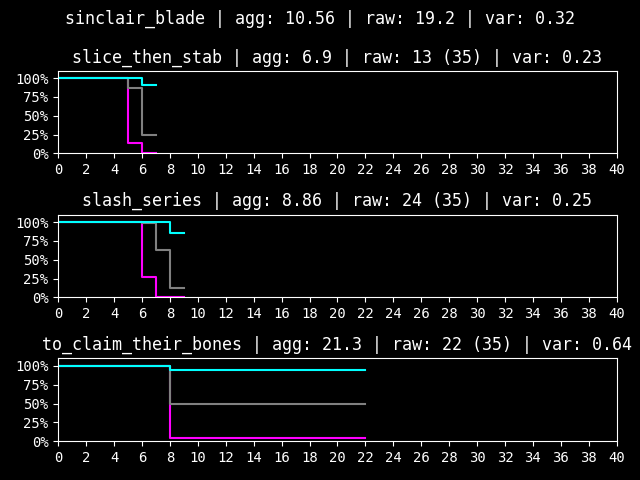 sinclair_blade | agg: 10.56 | raw: 19.2 | var: 0.32
slice_then_stab | agg: 6.9 | raw: 13 (35) | var: 0.23
100%
75%
50%
25%
0%
0 2 4 6 8 10 12 14 16 18 20 22 24 26 28 30 32 34 36 38 40
slash_series | agg: 8.86 | raw: 24 (35) | var: 0.25
100%
75%
50%
25%
0%
0 2 4 6 8 10 12 14 16 18 20 22 24 26 28 30 32 34 36 38 40
to_claim_their_bones | agg: 21.3 | raw: 22 (35) | var: 0.64
100%
75%
50%
25%
0%
0 2 4 6 8 10 12 14 16 18 20 22 24 26 28 30 32 34 36 38 40